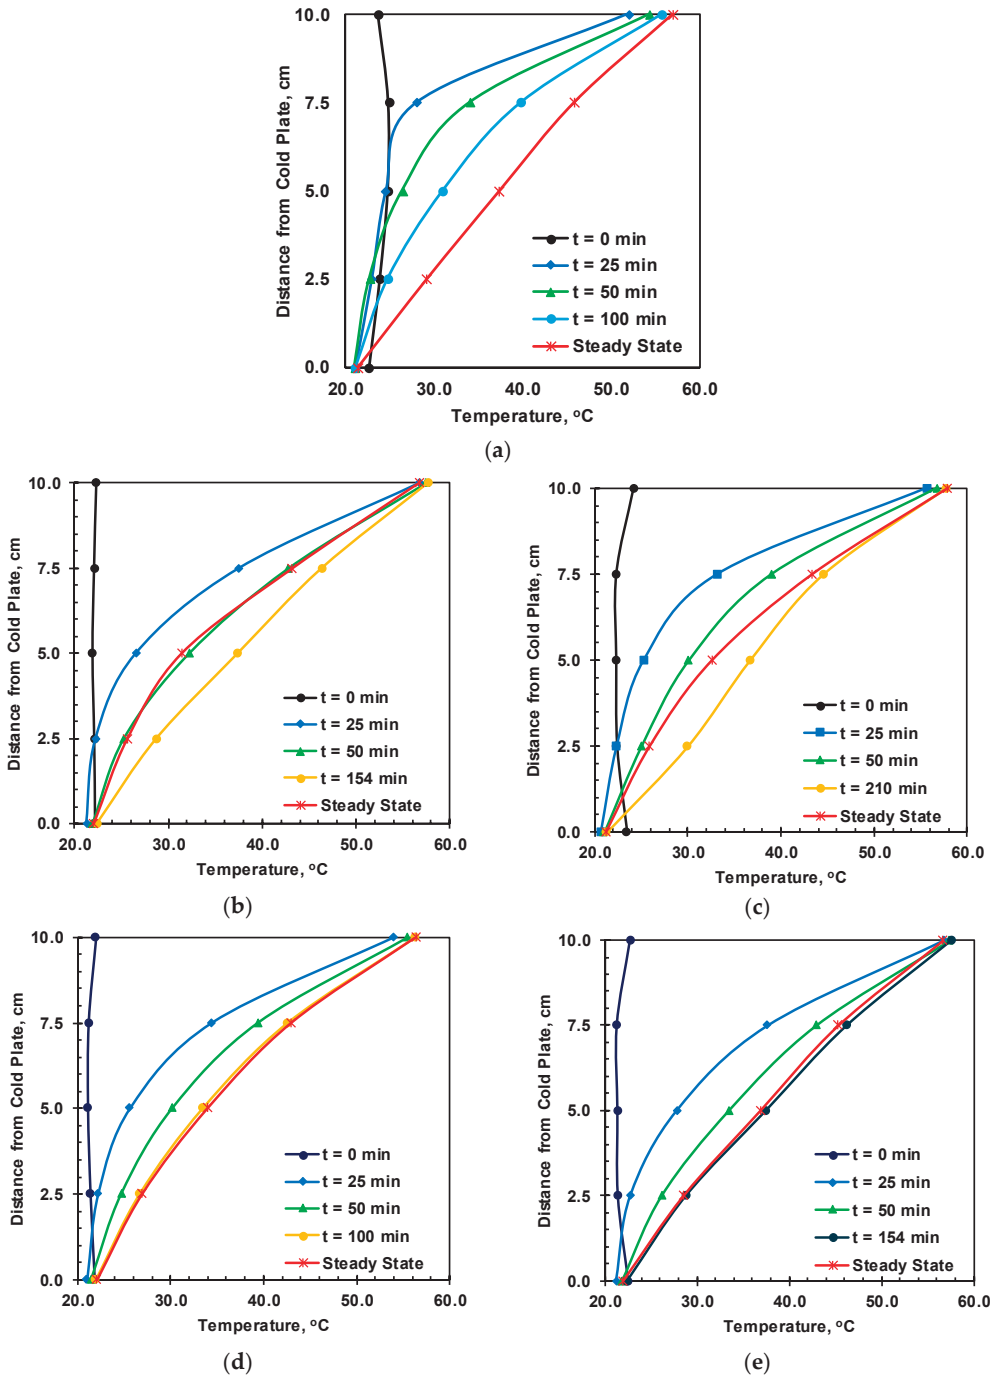 10.0
7.5
5.0
2.5
0.0
Distance from Cold Plate, cm
t = 0 min
t = 25 min
t = 50 min
t = 100 min
Steady State
20.0 30.0 40.0 50.0 60.0
Temperature, °C
(a)
10.0
7.5
5.0
2.5
0.0
Distance from Cold Plate, cm
t = 0 min
t = 25 min
t = 50 min
t = 154 min
Steady State
20.0 30.0 40.0 50.0 60.0
Temperature, °C
(b)
10.0
7.5
5.0
2.5
0.0
Distance from Cold Plate, cm
t = 0 min
t = 25 min
t = 50 min
t = 210 min
Steady State
20.0 30.0 40.0 50.0 60.0
Temperature, °C
(c)
10.0
7.5
5.0
2.5
0.0
Distance from Cold Plate, cm
t = 0 min
t = 25 min
t = 50 min
t = 100 min
Steady State
20.0 30.0 40.0 50.0 60.0
Temperature, °C
(d)
10.0
7.5
5.0
2.5
0.0
Distance from Cold Plate, cm
t = 0 min
t = 25 min
t = 50 min
t = 154 min
Steady State
20.0 30.0 40.0 50.0 60.0
Temperature, °C
(e)